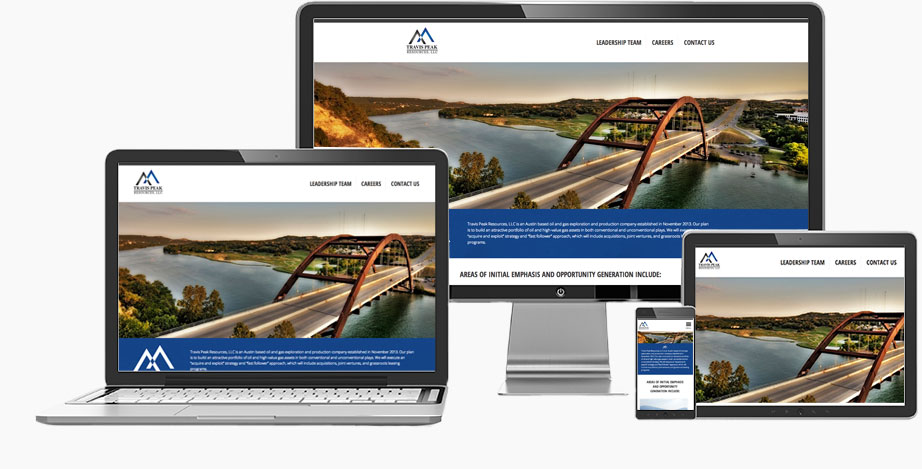 TRAVIS PEAK
RESOURCES, LLC
LEADERSHIP TEAM CAREERS CONTACT US
Travis Peak Resources, LLC is an Austin based oil and gas exploration and production company established in November 2013. Our plan
is to build an attractive portfolio of oil and high value gas assets in both conventional and unconventional plays. We will execute
"acquire and exploit" strategy and "fast follower" approach, which will include acquisitions, joint ventures, and grassroots
programs.
AREAS OF INITIAL EMPHASIS AND OPPORTUNITY GENERATION INCLUDE:
TRAVIS PEAK
RESOURCES, LLC
LEADERSHIP TEAM CAREERS CONTACT US
Travis Peak Resources, LLC is an Austin based oil and gas exploration and production company established in November 2013. Our plan
is to build an attractive portfolio of oil and high value gas assets in both conventional and unconventional plays. We will execute an
"acquire and exploit" strategy and "fast follower" approach, which will include acquisitions, joint ventures, and grassroots leasing
programs.
TRAVIS PEAK
RESOURCES, LLC
LEADERSHIP TEAM CAREERS CONTACT US
AREAS OF INITIAL EMPHASIS
AND OPPORTUNITY
GENERATION INCLUDE: